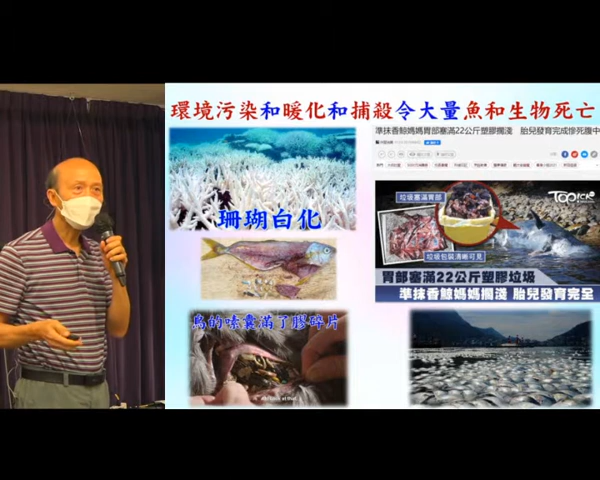 環境污染和暖化和捕殺令大量魚和生物死亡
準抹香鯨媽媽胃部塞滿22公斤塑膠擱淺 胎兒發育完成慘死腹中
珊瑚白化
垃圾塞滿胃部
垃圾包裝清晰可見
胃部塞滿22公斤塑膠垃圾
準抹香鯨媽媽擱淺 胎兒發育完全
鳥的嗉囊滿了膠碎片